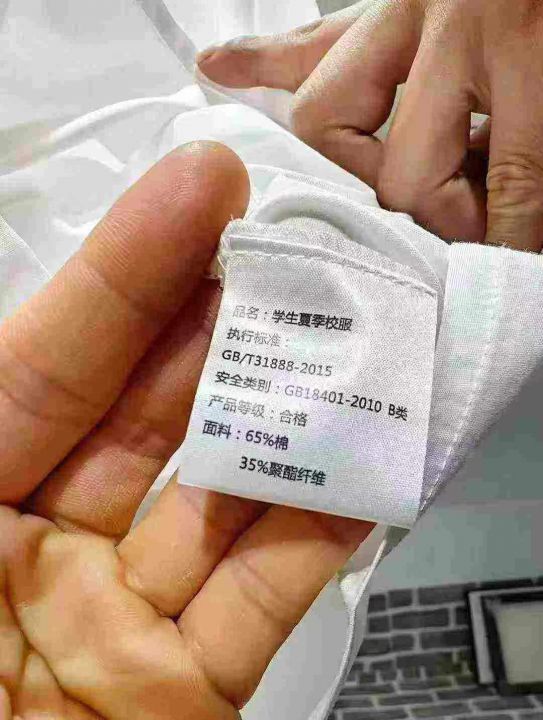 品名：学生夏季校服
执行标准：
GB/T31888-2015
安全类别：GB18401-2010 B类
产品等级：合格
面料：65%棉
35%聚酯纤维